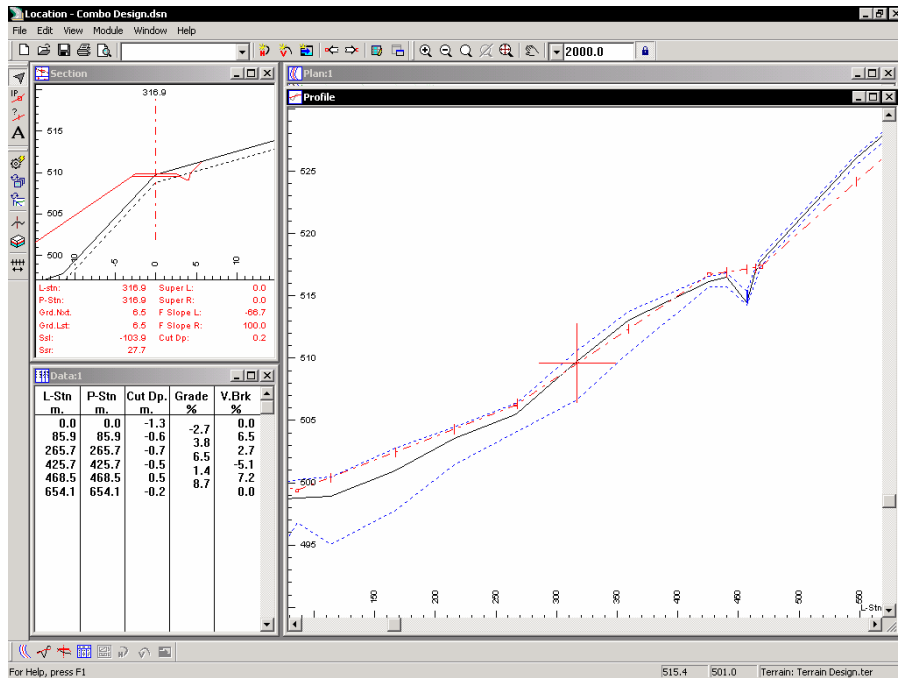 Location - Combo Design.dsn
File Edit View Module Window Help
2000.0
Section
316.9
515
510
505
500
-10 -5 0 5 10
L-stn: 316.9 Super L: 0.0
P-Stn: 316.9 Super R: 0.0
Grd.Nxt: 6.5 F Slope L: -66.7
Grd.Lst: 6.5 F Slope R: 100.0
Ssl: -103.9 Cut Dp: 0.2
Ssr: 27.7
Data:1
L-Stn P-Stn Cut Dp. Grade V.Brk
m. m. m. % %
0.0 0.0 -1.3 0.0
-2.7
85.9 85.9 -0.6 6.5
3.8
265.7 265.7 -0.7 2.7
6.5
425.7 425.7 -0.5 -5.1
1.4
468.5 468.5 0.5 7.2
8.7
654.1 654.1 -0.2 0.0
Plan:1
Profile
525
520
515
510
505
500
495
150 200 250 300 350 400 450 500 550
L-Stn
IP
?
A
For Help, press F1
515.4 501.0 Terrain: Terrain Design.ter